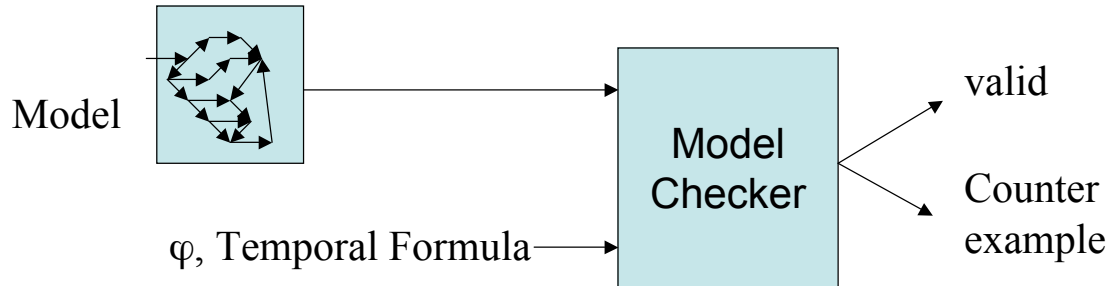 Model
φ, Temporal Formula
Model
Checker
valid
Counter
example